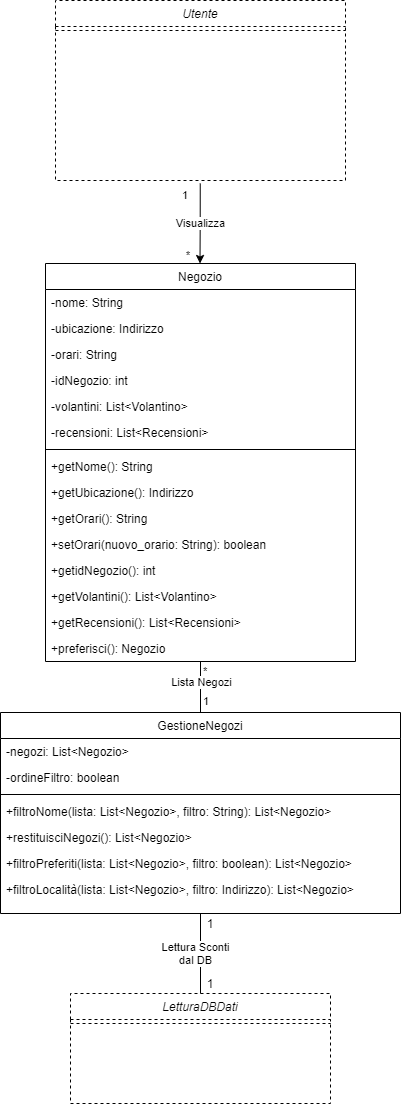 Utente
1
Visualizza
*
Negozio
-nome: String
-ubicazione: Indirizzo
-orari: String
-idNegozio: int
-volantini: List<Volantino>
-recensioni: List<Recensioni>
+getNome(): String
+getUbicazione(): Indirizzo
+getOrari(): String
+setOrari(nuovo_orario: String): boolean
+getidNegozio(): int
+getVolantini(): List<Volantino>
+getRecensioni(): List<Recensioni>
+preferisci(): Negozio
*
Lista Negozi
1
GestioneNegozi
-negozi: List<Negozio>
-ordineFiltro: boolean
+filtroNome(lista: List<Negozio>, filtro: String): List<Negozio>
+restituisciNegozi(): List<Negozio>
+filtroPreferiti(lista: List<Negozio>, filtro: boolean): List<Negozio>
+filtroLocalità(lista: List<Negozio>, filtro: Indirizzo): List<Negozio>
1
Lettura Sconti
dal DB
1
LetturaDBDati